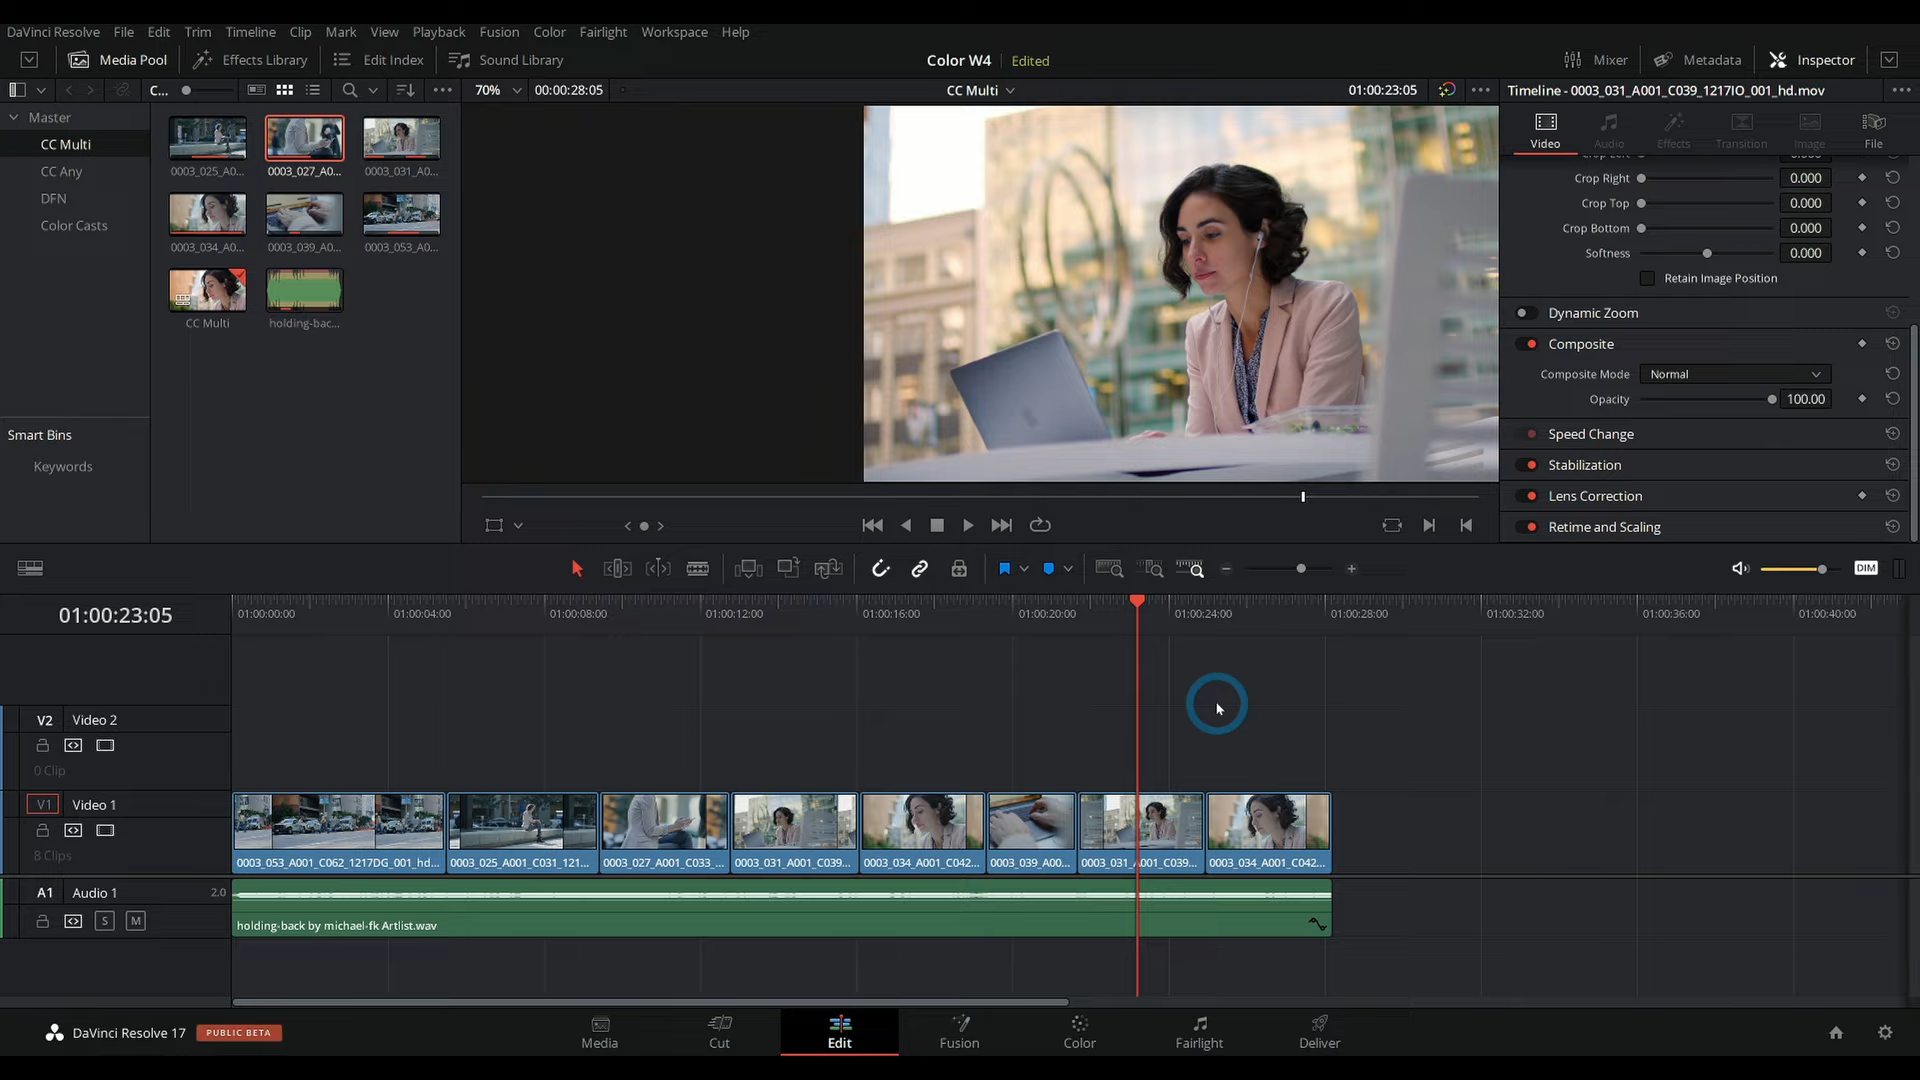 DaVinci Resolve File Edit Trim Timeline Clip Mark View Playback Fusion Color Fairlight Workspace Help
Media Pool Effects Library Edit Index Sound Library Color W4 Edited Mixer Metadata Inspector
C... 70% 00:00:28:05 CC Multi 01:00:23:05 Timeline - 0003_031_A001_C039_1217IO_001_hd.mov
Master
CC Multi
CC Any
DFN
Color Casts
Smart Bins
Keywords
0003_025_A0... 0003_027_A0... 0003_031_A0...
0003_034_A0... 0003_039_A0... 0003_053_A0...
CC Multi holding-bac...
Video Audio Effects Transition Image File
Crop Left 0.000
Crop Right 0.000
Crop Top 0.000
Crop Bottom 0.000
Softness 0.000
Retain Image Position
Dynamic Zoom
Composite
Composite Mode Normal
Opacity 100.00
Speed Change
Stabilization
Lens Correction
Retime and Scaling
DIM
01:00:23:05 01:00:00:00 01:00:04:00 01:00:08:00 01:00:12:00 01:00:16:00 01:00:20:00 01:00:24:00 01:00:28:00 01:00:32:00 01:00:36:00 01:00:40:00
V2 Video 2
0 Clip
V1 Video 1
8 Clips
0003_053_A001_C062_1217DG_001_hd... 0003_025_A001_C031_121... 0003_027_A001_C033_... 0003_031_A001_C039... 0003_034_A001_C042... 0003_039_A00... 0003_031_A001_C039... 0003_034_A001_C042...
A1 Audio 1 2.0
S M
holding-back by michael-fk Artlist.wav
DaVinci Resolve 17 PUBLIC BETA Media Cut Edit Fusion Color Fairlight Deliver